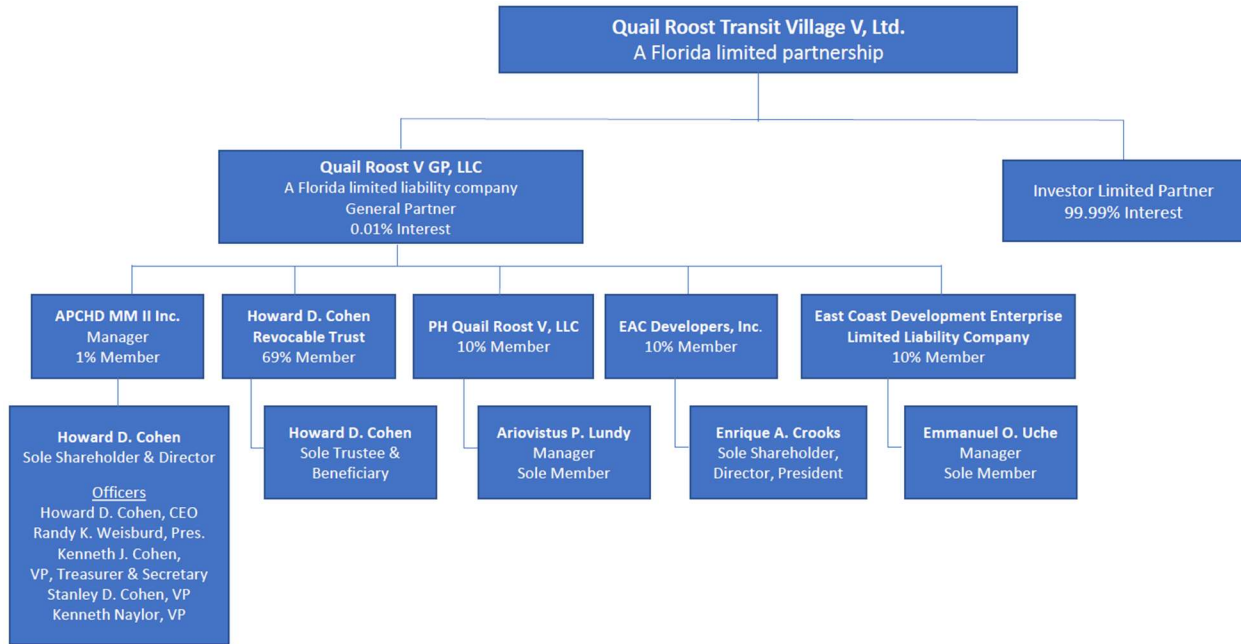 Quail Roost Transit Village V, Ltd.
A Florida limited partnership
Quail Roost V GP, LLC
A Florida limited liability company
General Partner
0.01% Interest
Investor Limited Partner
99.99% Interest
APCHD MM II Inc.
Manager
1% Member
Howard D. Cohen
Revocable Trust
69% Member
PH Quail Roost V, LLC
10% Member
EAC Developers, Inc.
10% Member
East Coast Development Enterprise
Limited Liability Company
10% Member
Howard D. Cohen
Sole Shareholder & Director
Officers
Howard D. Cohen, CEO
Randy K. Weisburd, Pres.
Kenneth J. Cohen,
VP, Treasurer & Secretary
Stanley D. Cohen, VP
Kenneth Naylor, VP
Howard D. Cohen
Sole Trustee &
Beneficiary
Ariovistus P. Lundy
Manager
Sole Member
Enrique A. Crooks
Sole Shareholder,
Director, President
Emmanuel O. Uche
Manager
Sole Member